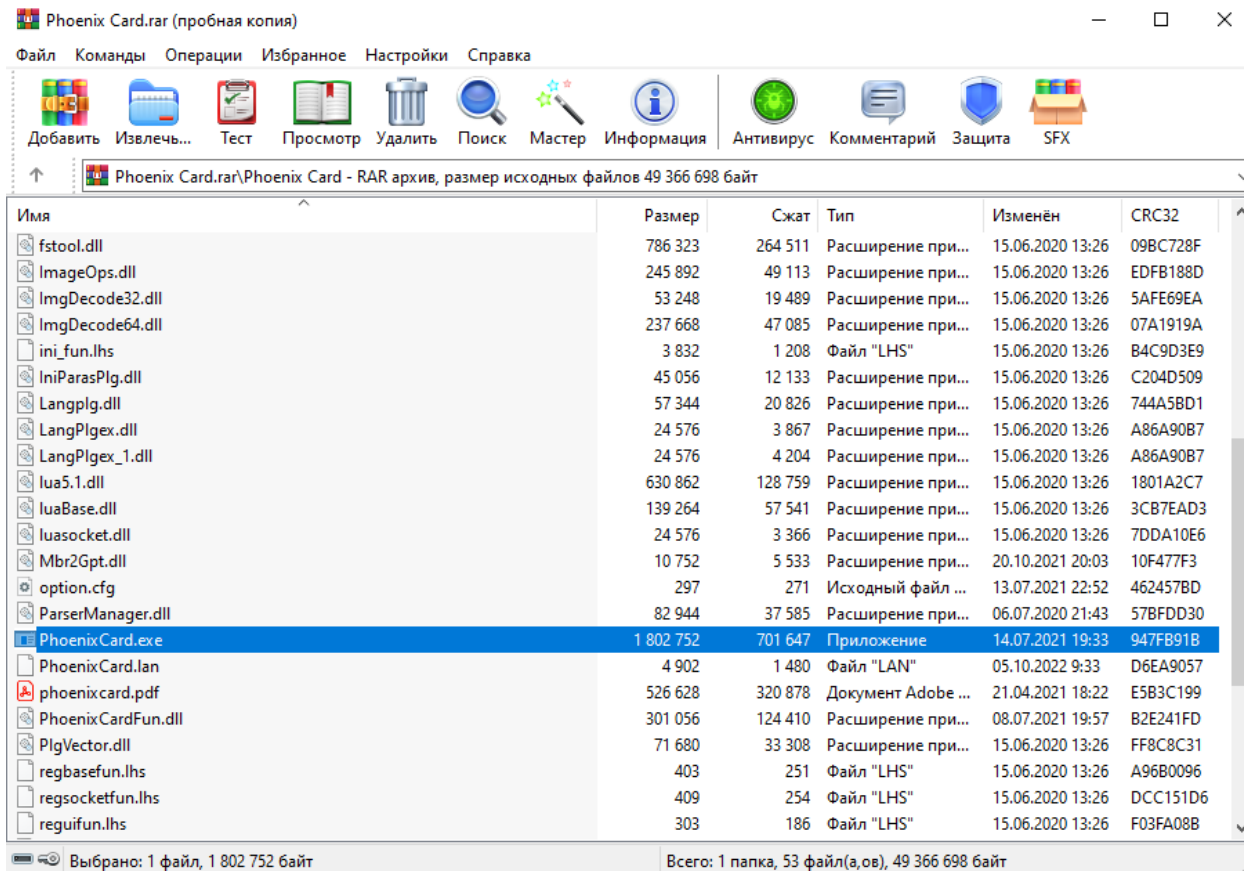 Phoenix Card.rar (пробная копия)
Файл Команды Операции Избранное Настройки Справка
Добавить Извлечь... Тест Просмотр Удалить Поиск Мастер Информация Антивирус Комментарий Защита SFX
Phoenix Card.rar\Phoenix Card - RAR архив, размер исходных файлов 49 366 698 байт
Имя Размер Сжат Тип Изменён CRC32
fstool.dll 786 323 264 511 Расширение при... 15.06.2020 13:26 09BC728F
ImageOps.dll 245 892 49 113 Расширение при... 15.06.2020 13:26 EDFB188D
ImgDecode32.dll 53 248 19 489 Расширение при... 15.06.2020 13:26 5AFE69EA
ImgDecode64.dll 237 668 47 085 Расширение при... 15.06.2020 13:26 07A1919A
ini_fun.lhs 3 832 1 208 Файл "LHS" 15.06.2020 13:26 B4C9D3E9
IniParasPlg.dll 45 056 12 133 Расширение при... 15.06.2020 13:26 C204D509
Langplg.dll 57 344 20 826 Расширение при... 15.06.2020 13:26 744A5BD1
LangPlgex.dll 24 576 3 867 Расширение при... 15.06.2020 13:26 A86A90B7
LangPlgex_1.dll 24 576 4 204 Расширение при... 15.06.2020 13:26 A86A90B7
lua5.1.dll 630 862 128 759 Расширение при... 15.06.2020 13:26 1801A2C7
luaBase.dll 139 264 57 541 Расширение при... 15.06.2020 13:26 3CB7EAD3
luasocket.dll 24 576 3 366 Расширение при... 15.06.2020 13:26 7DDA10E6
Mbr2Gpt.dll 10 752 5 533 Расширение при... 20.10.2021 20:03 10F477F3
option.cfg 297 271 Исходный файл ... 13.07.2021 22:52 462457BD
ParserManager.dll 82 944 37 585 Расширение при... 06.07.2020 21:43 57BFDD30
PhoenixCard.exe 1 802 752 701 647 Приложение 14.07.2021 19:33 947FB91B
PhoenixCard.lan 4 902 1 480 Файл "LAN" 05.10.2022 9:33 D6EA9057
phoenixcard.pdf 526 628 320 878 Документ Adobe ... 21.04.2021 18:22 E5B3C199
PhoenixCardFun.dll 301 056 124 410 Расширение при... 08.07.2021 19:57 B2E241FD
PlgVector.dll 71 680 33 308 Расширение при... 15.06.2020 13:26 FF8C8C31
regbasefun.lhs 403 251 Файл "LHS" 15.06.2020 13:26 A96B0096
regsocketfun.lhs 409 254 Файл "LHS" 15.06.2020 13:26 DCC151D6
reguifun.lhs 303 186 Файл "LHS" 15.06.2020 13:26 F03FA08B
Выбрано: 1 файл, 1 802 752 байт Всего: 1 папка, 53 файл(а,ов), 49 366 698 байт